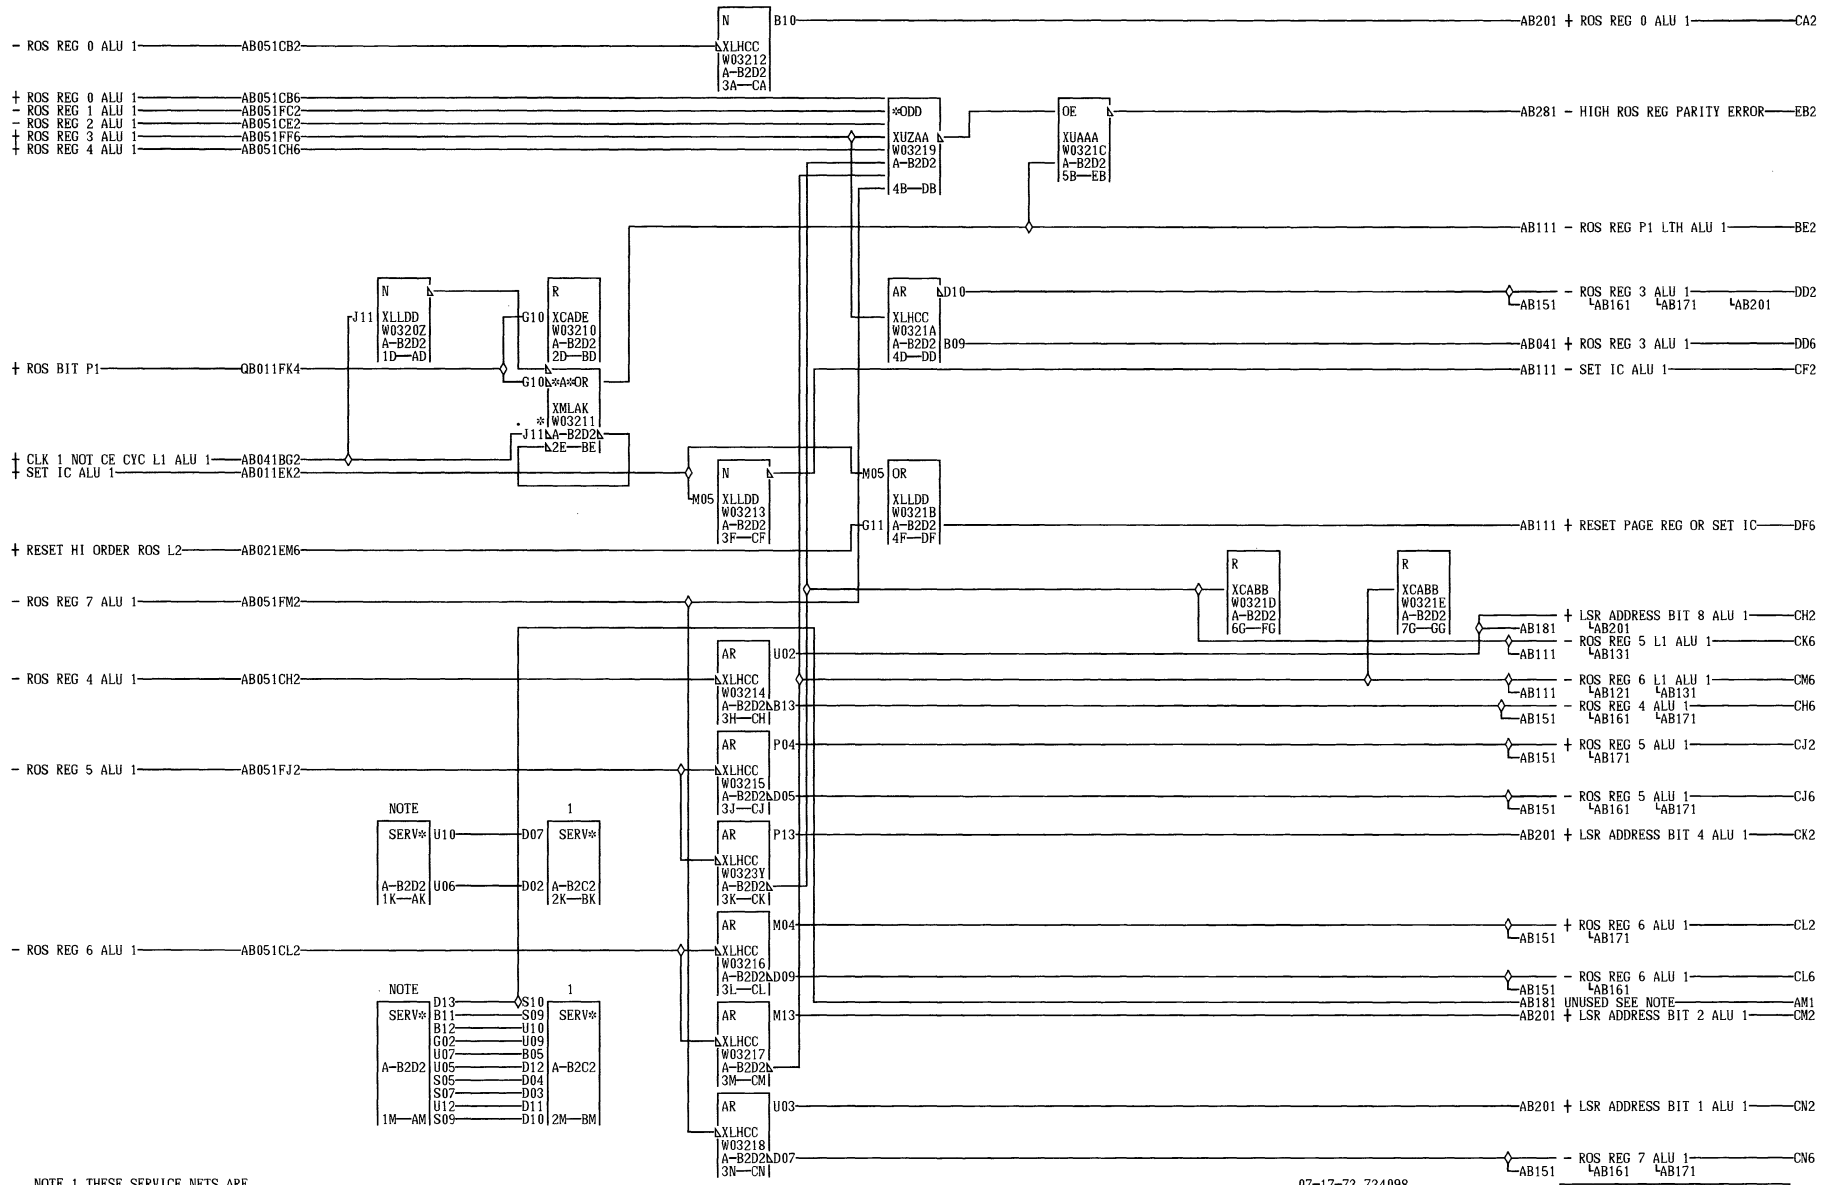 N B10 AB201 + ROS REG 0 ALU 1 CA2
- ROS REG 0 ALU 1 AB051CB2 XLHCC
W03212
A-B2D2
3A CA
+ ROS REG 0 ALU 1 AB051CB6
- ROS REG 1 ALU 1 AB051FC2 *ODD OE AB281 - HIGH ROS REG PARITY ERROR EB2
- ROS REG 2 ALU 1 AB051CE2
+ ROS REG 3 ALU 1 AB051FF6 XUZAA XUAAA
+ ROS REG 4 ALU 1 AB051CH6 W03219 W0321C
A-B2D2 A-B2D2
5B EB
4B DB
AB111 - ROS REG P1 LTH ALU 1 BE2
N R AR D10 - ROS REG 3 ALU 1 DD2
AB151 AB161 AB171 AB201
J11 XLLDD G10 XCADE XLHCC
W0320Z W03210 W0321A
A-B2D2 A-B2D2 A-B2D2 B09 AB041 + ROS REG 3 ALU 1 DD6
1D AD 2D BD 4D DD
+ ROS BIT P1 QB011FK4 AB111 - SET IC ALU 1 CF2
G10 *A*OR
XMLAK
* W03211
J11 A-B2D2
2E BE
+ CLK 1 NOT CE CYC L1 ALU 1 AB041BG2
+ SET IC ALU 1 AB011EK2 N M05 OR
M05 XLLDD XLLDD
W03213 W0321B
A-B2D2 G11 A-B2D2 AB111 + RESET PAGE REG OR SET IC DF6
3F CF 4F DF
+ RESET HI ORDER ROS L2 AB021EM6
R R
XCABB XCABB
- ROS REG 7 ALU 1 AB051FM2 W0321D W0321E
A-B2D2 A-B2D2 + LSR ADDRESS BIT 8 ALU 1 CH2
6G FG 7G GG AB181 AB201
- ROS REG 5 L1 ALU 1 CK6
AR U02 AB111 AB131
- ROS REG 4 ALU 1 AB051CH2 XLHCC - ROS REG 6 L1 ALU 1 CM6
W03214 AB111 AB121 AB131
A-B2D2 B13 - ROS REG 4 ALU 1 CH6
3H CH AB151 AB161 AB171
AR P04 + ROS REG 5 ALU 1 CJ2
AB151 AB171
- ROS REG 5 ALU 1 AB051FJ2 XLHCC
W03215
A-B2D2 D05 - ROS REG 5 ALU 1 CJ6
NOTE 1 3J CJ AB151 AB161 AB171
SERV* U10 D07 SERV* AR P13 AB201 + LSR ADDRESS BIT 4 ALU 1 CK2
XLHCC
W0323Y
A-B2D2 U06 D02 A-B2C2 A-B2D2
1K AK 2K BK 3K CK
AR M04 + ROS REG 6 ALU 1 CL2
AB151 AB171
- ROS REG 6 ALU 1 AB051CL2 XLHCC
W03216
A-B2D2 D09 - ROS REG 6 ALU 1 CL6
NOTE 1 3L CL AB151 AB161
D13 S10 AB181 UNUSED SEE NOTE AM1
SERV* B11 S09 SERV* AR M13 AB201 + LSR ADDRESS BIT 2 ALU 1 CM2
B12 U10
G02 U09 XLHCC
U07 B05 W03217
A-B2D2 U05 D12 A-B2C2 A-B2D2
S05 D04 3M CM
S07 D03
U12 D11 AR U03 AB201 + LSR ADDRESS BIT 1 ALU 1 CN2
1M AM S09 D10 2M BM
XLHCC
W03218
A-B2D2 D07 - ROS REG 7 ALU 1 CN6
3N CN AB151 AB161 AB171
NOTE 1 THESE SERVICE NETS ARE 07-17-72 734098